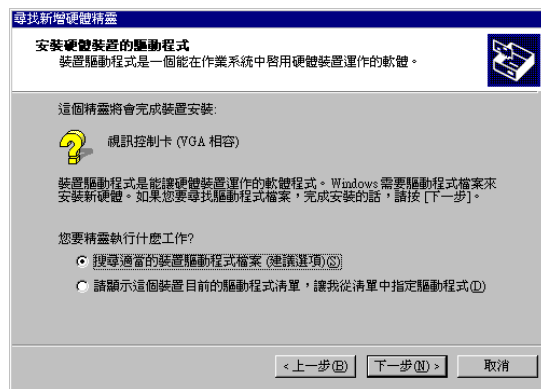 尋找新增硬體精靈
安裝硬體裝置的驅動程式
裝置驅動程式是一個能在作業系統中啓用硬體裝置運作的軟體。
這個精靈將會完成裝置安裝:
視訊控制卡 (VGA 相容)
裝置驅動程式是能讓硬體裝置運作的軟體程式。Windows 需要驅動程式檔案來
安裝新硬體。如果您要尋找驅動程式檔案，完成安裝的話，請按 [下一步]。
您要精靈執行什麼工作?
搜尋適當的裝置驅動程式檔案 (建議選項)(S)
請顯示這個裝置目前的驅動程式清單，讓我從清單中指定驅動程式(D)
<上一步(B) 下一步(N)> 取消